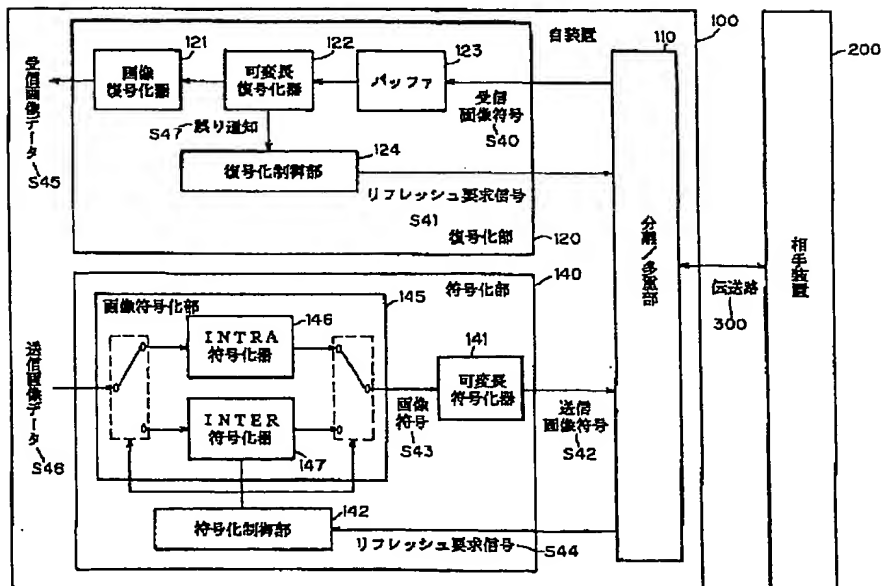 自装置
100
200
110
121
画像
復号化器
122
可変長
復号化器
123
バッファ
受信画像データ
S45
受信
画像符号
S40
S47
誤り通知
124
復号化制御部
リフレッシュ要求信号
S41
復号化部
120
分離/多重部
相手装置
伝送路
300
符号化部
140
画像符号化部
145
146
INTRA
符号化器
INTER
符号化器
147
送信画像データ
S46
画像
符号
S43
141
可変長
符号化器
送信
画像符号
S42
142
符号化制御部
リフレッシュ要求信号
S44